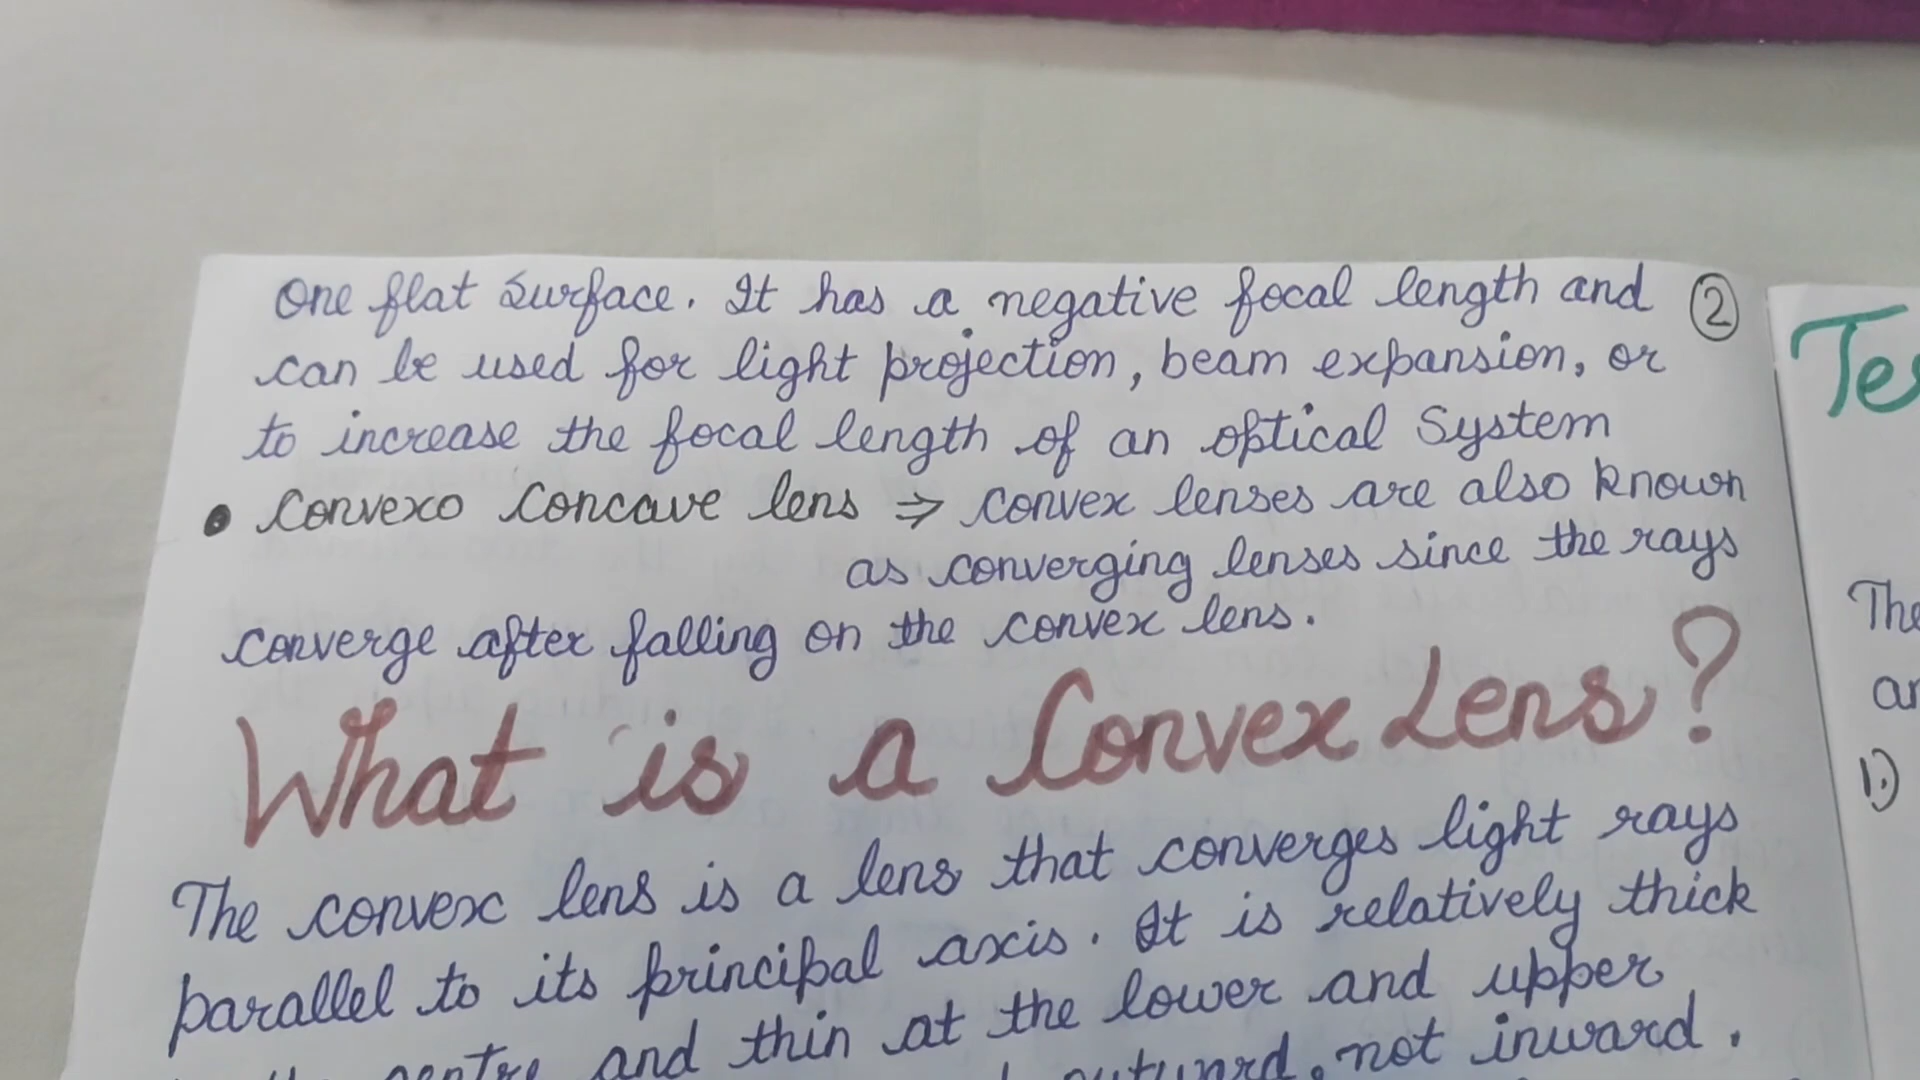 One flat Surface. It has a negative focal length and
②
can be used for light projection, beam expansion, or
to increase the focal length of an optical System
• Convexo Concave lens ⇒ convex lenses are also known
as converging lenses since the rays
converge after falling on the convex lens.
What is a Convex Lens?
The convex lens is a lens that converges light rays
parallel to its principal axis. It is relatively thick
the centre and thin at the lower and upper
outward, not inward.
The
1.)